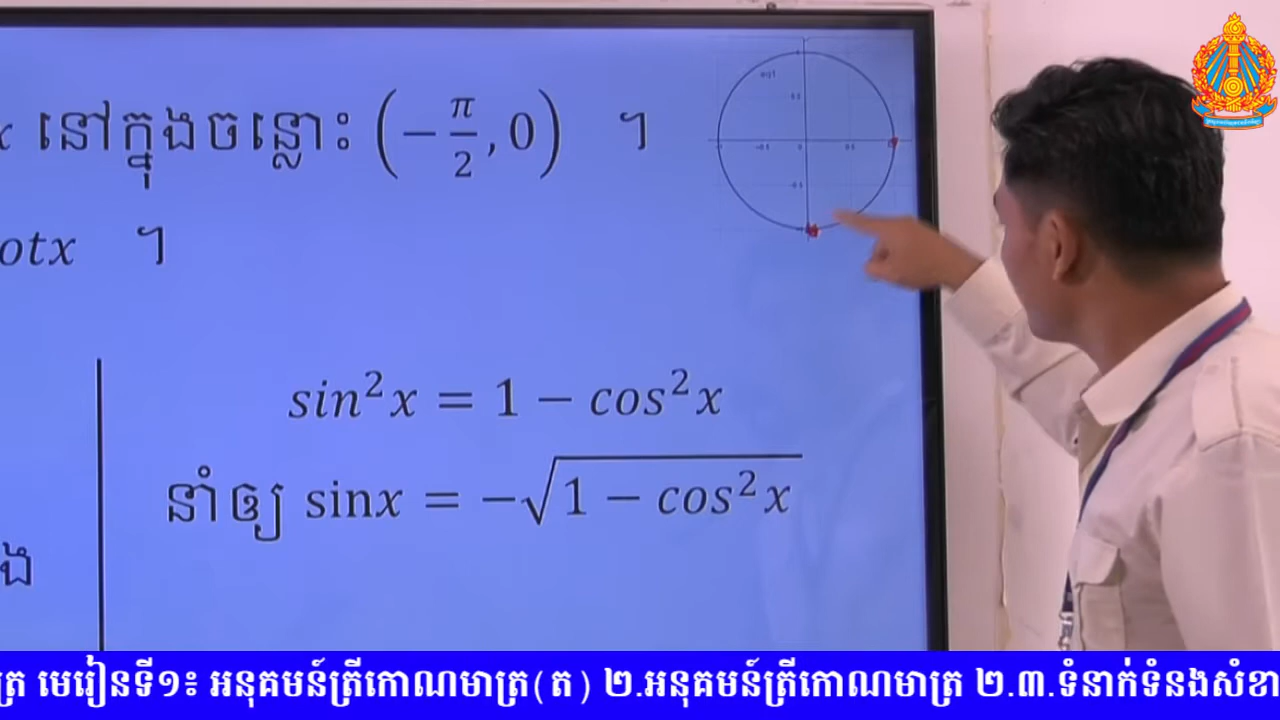 x នៅក្នុងចន្លោះ (−π/2, 0) ។
otx ។
sin²x = 1 − cos²x
នាំឲ្យ sinx = −√(1 − cos²x)
ង
ត្រ មេរៀនទី១៖ អនុគមន៍ត្រីកោណមាត្រ(ត) ២.អនុគមន៍ត្រីកោណមាត្រ ២.៣.ទំនាក់ទំនងសំខា